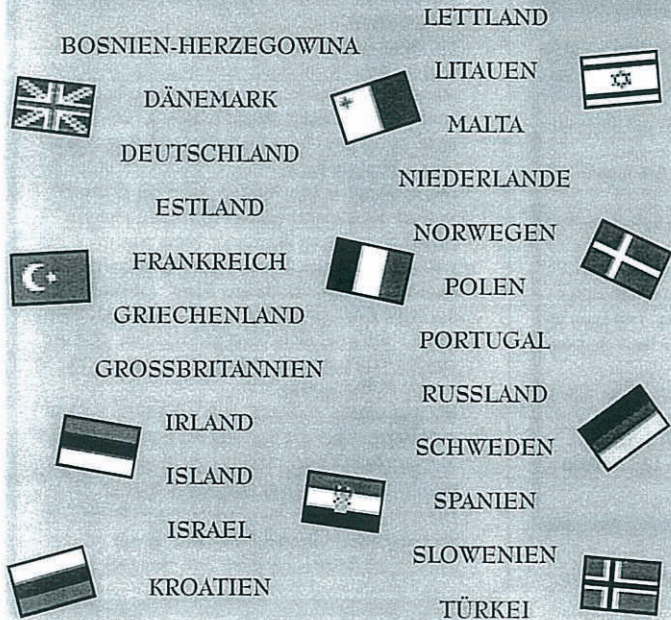 BOSNIEN-HERZEGOWINA
DÄNEMARK
DEUTSCHLAND
ESTLAND
FRANKREICH
GRIECHENLAND
GROSSBRITANNIEN
IRLAND
ISLAND
ISRAEL
KROATIEN
LETTLAND
LITAUEN
MALTA
NIEDERLANDE
NORWEGEN
POLEN
PORTUGAL
RUSSLAND
SCHWEDEN
SPANIEN
SLOWENIEN
TÜRKEI